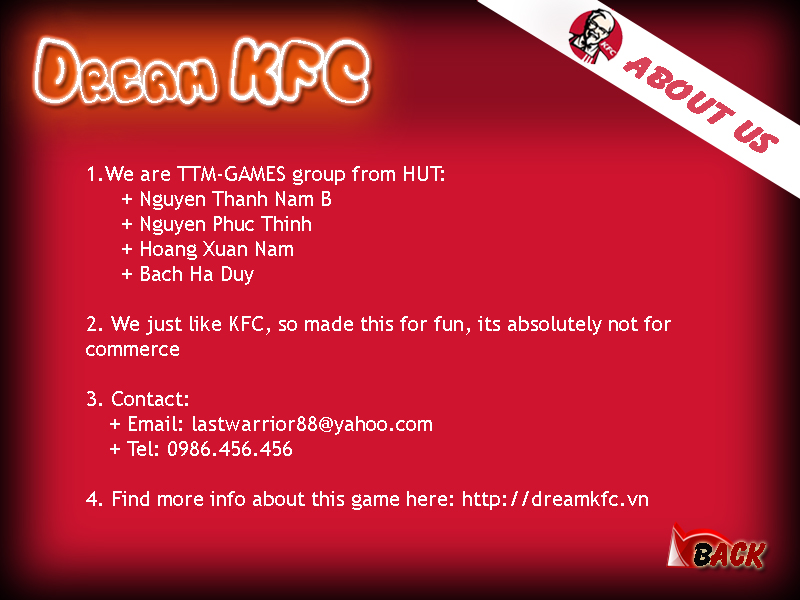 Dream KFC
KFC
ABOUT US
1.We are TTM-GAMES group from HUT:
+ Nguyen Thanh Nam B
+ Nguyen Phuc Thinh
+ Hoang Xuan Nam
+ Bach Ha Duy
2. We just like KFC, so made this for fun, its absolutely not for
commerce
3. Contact:
+ Email: lastwarrior88@yahoo.com
+ Tel: 0986.456.456
4. Find more info about this game here: http://dreamkfc.vn
BACK